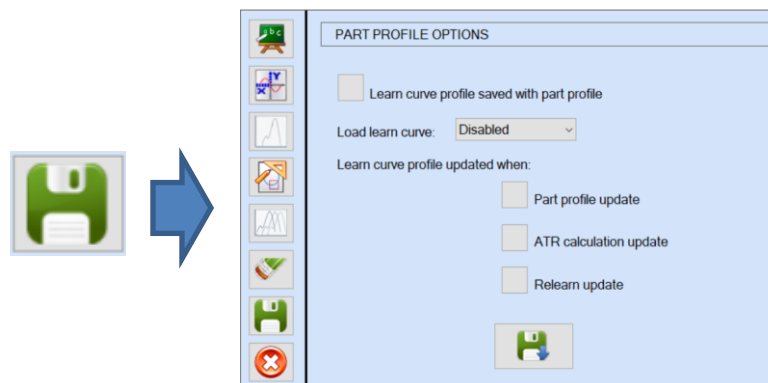 abc
PART PROFILE OPTIONS
Y
X
Learn curve profile saved with part profile
Load learn curve: Disabled
Learn curve profile updated when:
Part profile update
ATR calculation update
Relearn update